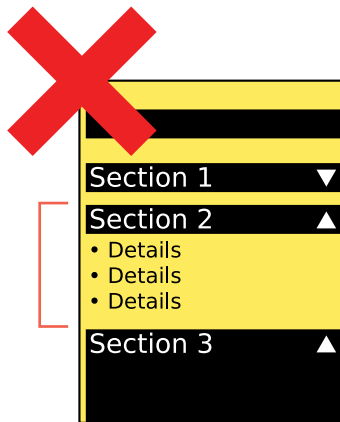 Section 1 ▼
Section 2 ▲
• Details
• Details
• Details
Section 3 ▲